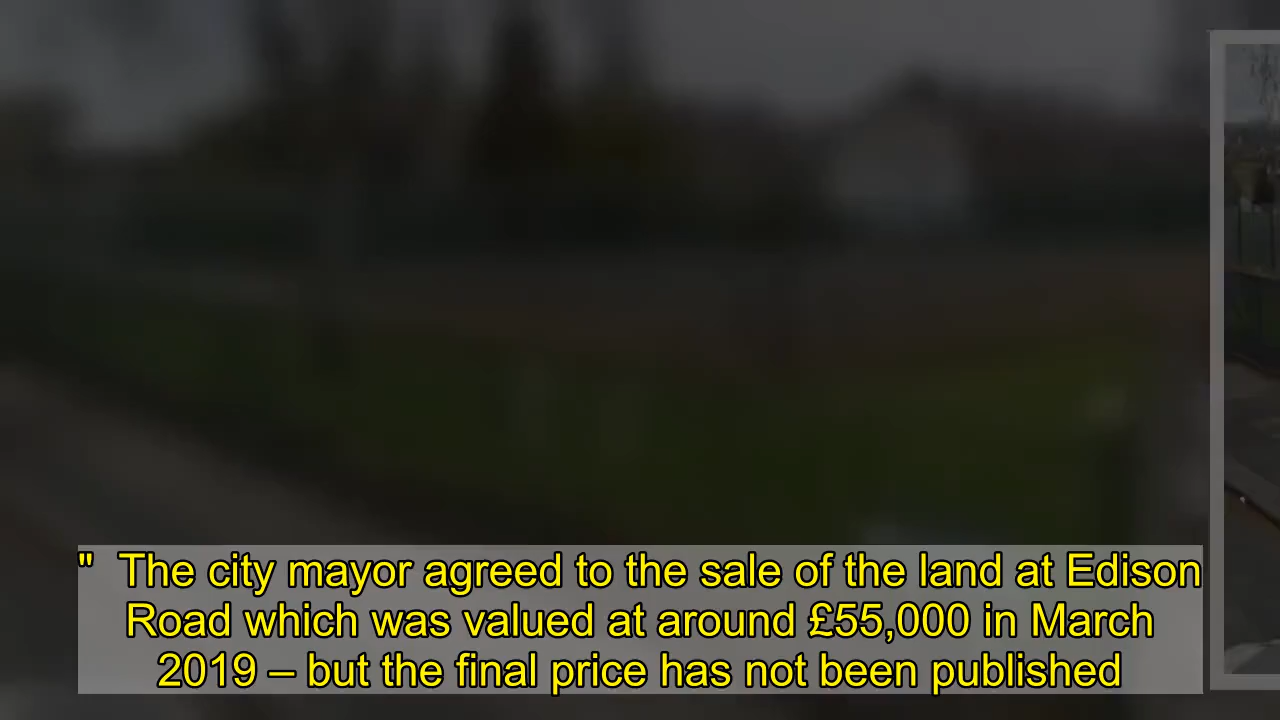 "  The city mayor agreed to the sale of the land at Edison
Road which was valued at around £55,000 in March
2019 – but the final price has not been published